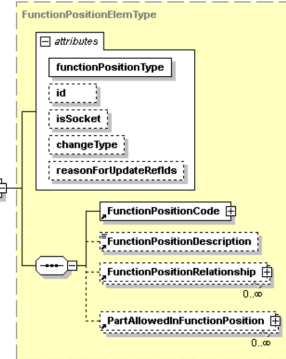 FunctionPositionElemType
attributes
functionPositionType
id
isSocket
changeType
reasonForUpdateRefIds
FunctionPositionCode
FunctionPositionDescription
FunctionPositionRelationship
0..∞
PartAllowedInFunctionPosition
0..∞